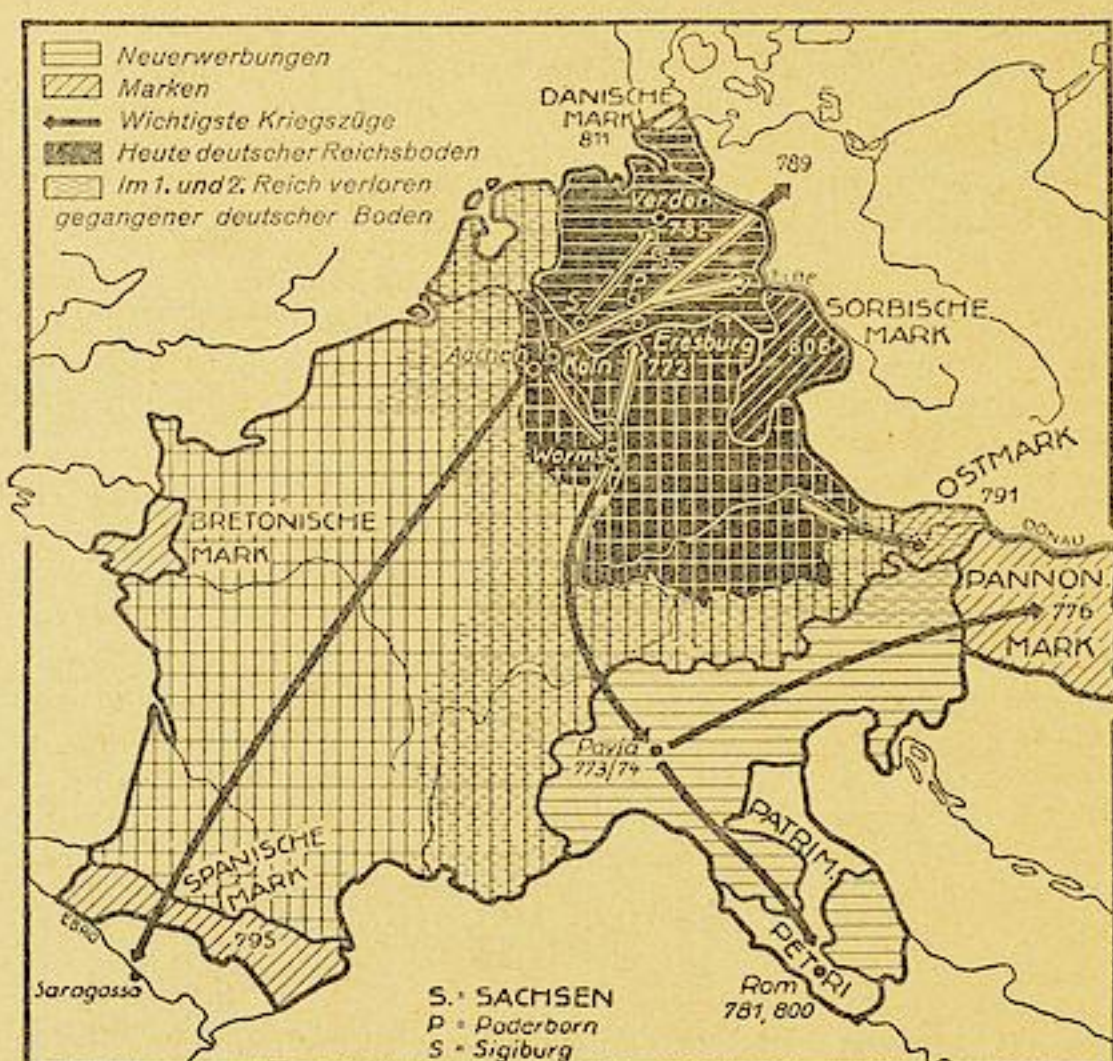 Neuerwerbungen
Marken
Wichtigste Kriegszüge
Heute deutscher Reichsboden
Im 1. und 2. Reich verloren
gegangener deutscher Boden
DÄNISCHE
MARK
811
789
Verden
782
S.
P
S
SORBISCHE
MARK
806
Aachen
Köln
Eresburg
772
Worms
OSTMARK
791
DONAU
BRETONISCHE
MARK
PANNON.
776
MARK
Pavia
773/74
PATRIM.
PETRI
SPANISCHE
MARK
795
EBRO
Saragossa
Rom
781, 800
S. = SACHSEN
P = Paderborn
S = Sigiburg